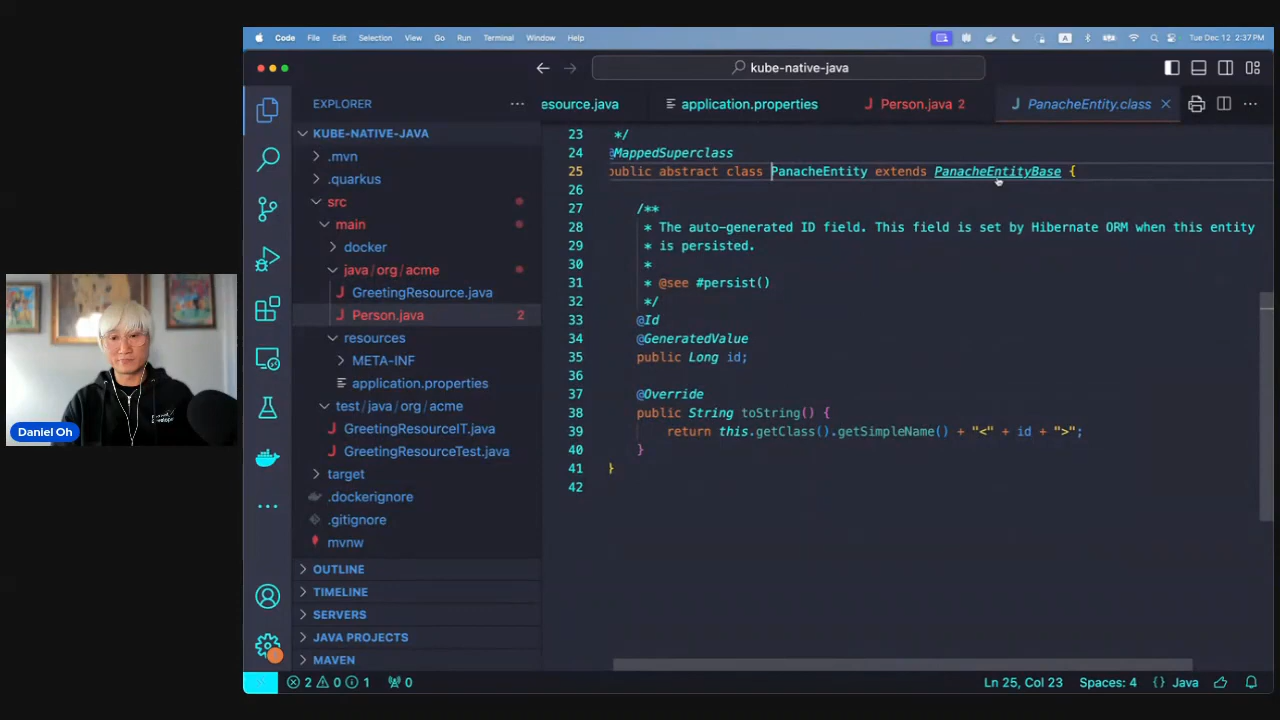 Code File Edit Selection View Go Run Terminal Window Help
A
Tue Dec 12 2:37 PM
kube-native-java
EXPLORER
esource.java
application.properties
J Person.java 2
J PanacheEntity.class
KUBE-NATIVE-JAVA
.mvn
.quarkus
src
main
docker
java/org/acme
J GreetingResource.java
J Person.java 2
resources
META-INF
application.properties
test/java/org/acme
J GreetingResourceIT.java
J GreetingResourceTest.java
target
.dockerignore
.gitignore
mvnw
OUTLINE
TIMELINE
SERVERS
JAVA PROJECTS
MAVEN
23 */
24 @MappedSuperclass
25 public abstract class PanacheEntity extends PanacheEntityBase {
26
27 /**
28 * The auto-generated ID field. This field is set by Hibernate ORM when this entity
29 * is persisted.
30 *
31 * @see #persist()
32 */
33 @Id
34 @GeneratedValue
35 public Long id;
36
37 @Override
38 public String toString() {
39 return this.getClass().getSimpleName() + "<" + id + ">";
40 }
41 }
42
Daniel Oh
2 0 1 0
Ln 25, Col 23 Spaces: 4 {} Java